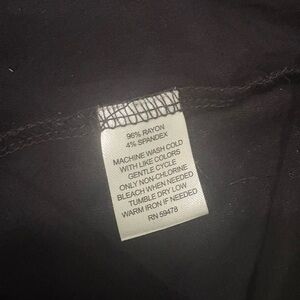 96% RAYON
4% SPANDEX
MACHINE WASH COLD
WITH LIKE COLORS
GENTLE CYCLE
ONLY NON-CHLORINE
BLEACH WHEN NEEDED
TUMBLE DRY LOW
WARM IRON IF NEEDED
RN 59478